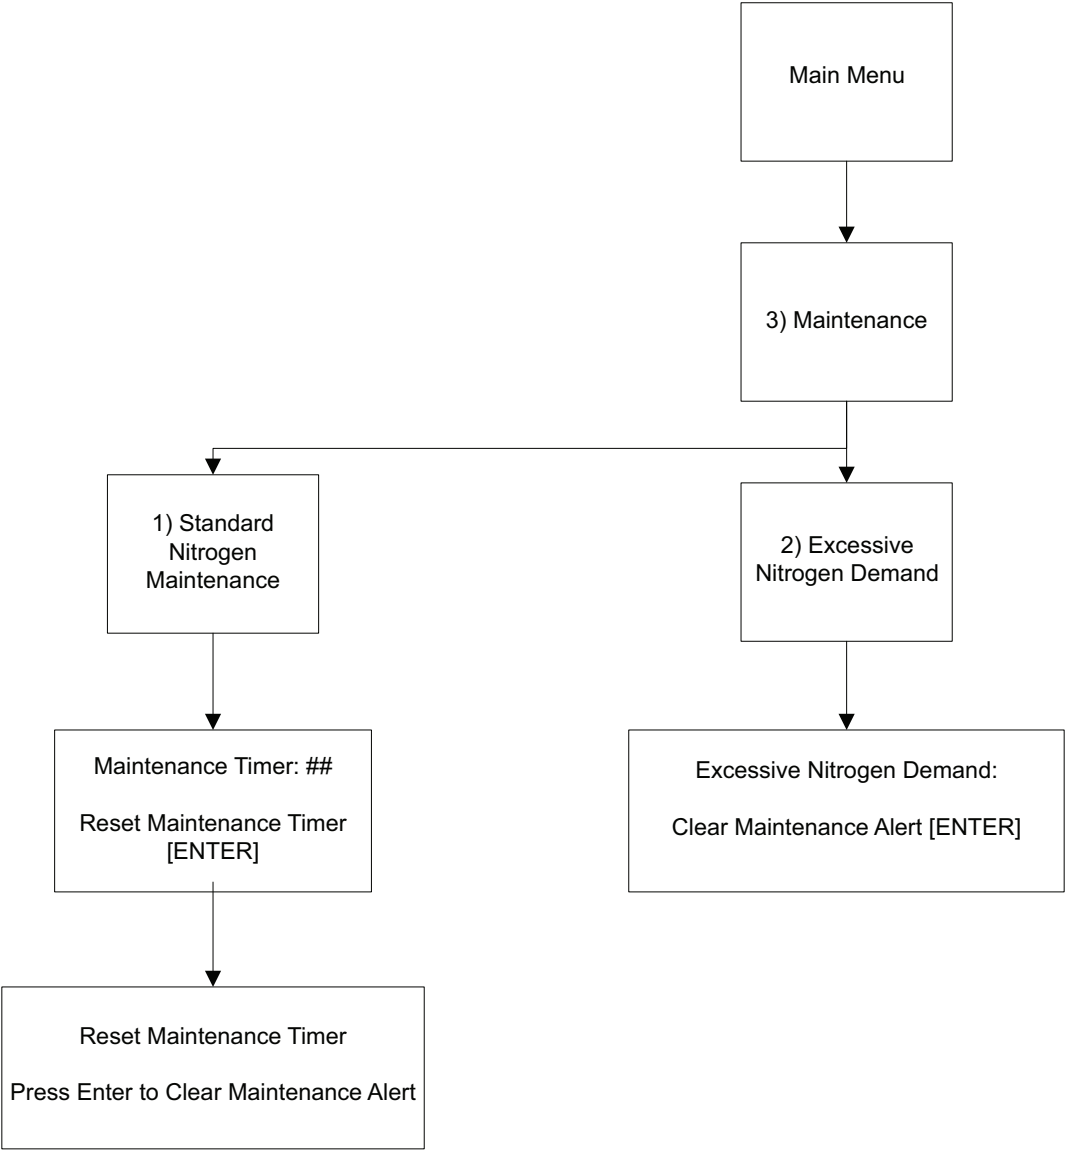 Main Menu
3) Maintenance
1) Standard
Nitrogen
Maintenance
2) Excessive
Nitrogen Demand
Maintenance Timer: ##
Reset Maintenance Timer
[ENTER]
Excessive Nitrogen Demand:
Clear Maintenance Alert [ENTER]
Reset Maintenance Timer
Press Enter to Clear Maintenance Alert